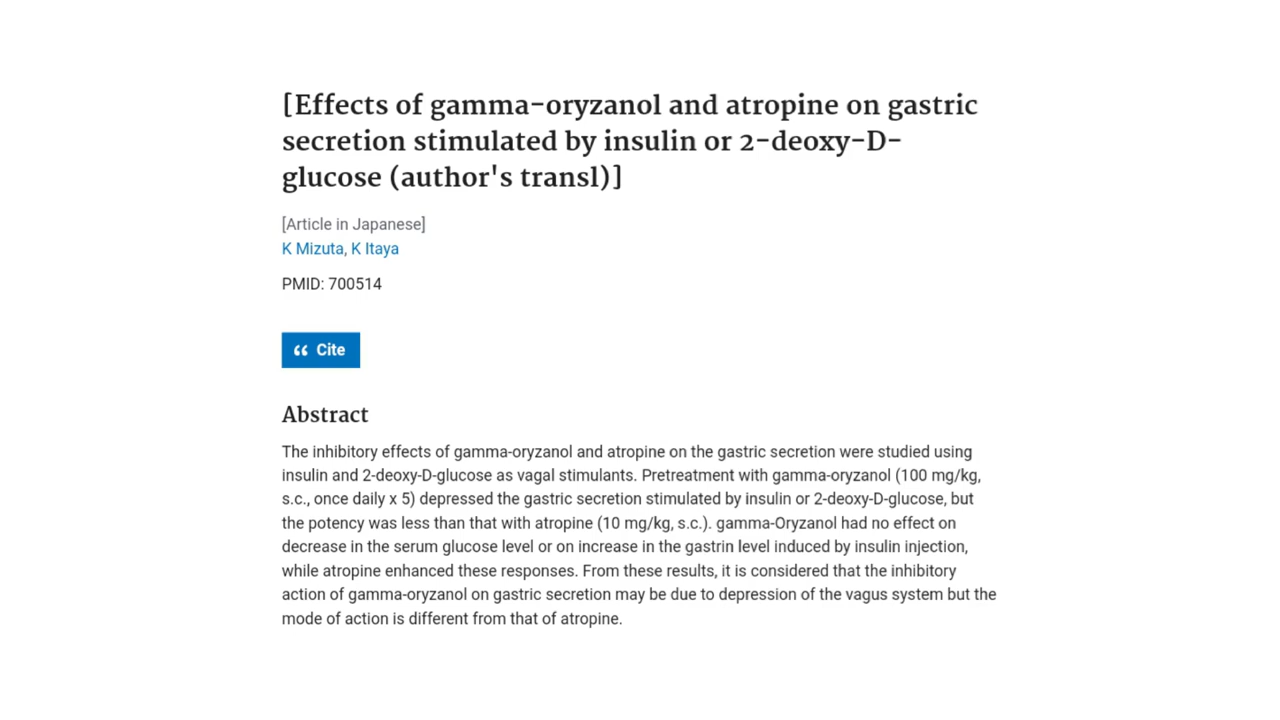 [Effects of gamma-oryzanol and atropine on gastric
secretion stimulated by insulin or 2-deoxy-D-
glucose (author's transl)]
[Article in Japanese]
K Mizuta, K Itaya
PMID: 700514
“ Cite
Abstract
The inhibitory effects of gamma-oryzanol and atropine on the gastric secretion were studied using
insulin and 2-deoxy-D-glucose as vagal stimulants. Pretreatment with gamma-oryzanol (100 mg/kg,
s.c., once daily x 5) depressed the gastric secretion stimulated by insulin or 2-deoxy-D-glucose, but
the potency was less than that with atropine (10 mg/kg, s.c.). gamma-Oryzanol had no effect on
decrease in the serum glucose level or on increase in the gastrin level induced by insulin injection,
while atropine enhanced these responses. From these results, it is considered that the inhibitory
action of gamma-oryzanol on gastric secretion may be due to depression of the vagus system but the
mode of action is different from that of atropine.